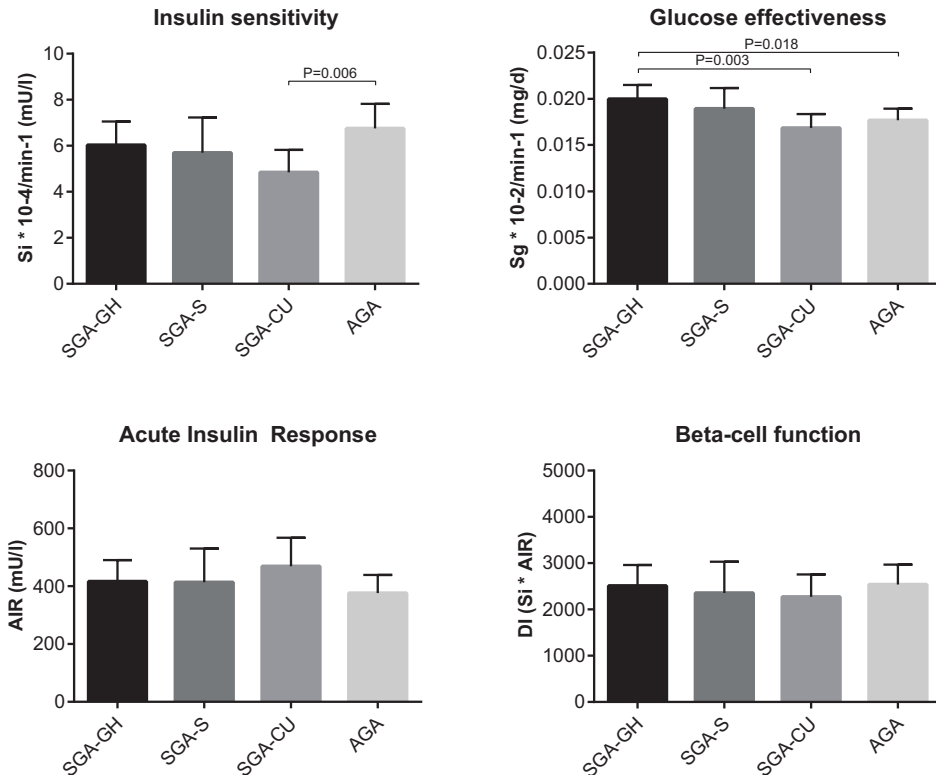 Insulin sensitivity
Si * 10-4/min-1 (mU/l)
10
8
6
4
2
0
P=0.006
SGA-GH
SGA-S
SGA-CU
AGA
Glucose effectiveness
Sg * 10-2/min-1 (mg/d)
0.025
0.020
0.015
0.010
0.005
0.000
P=0.018
P=0.003
SGA-GH
SGA-S
SGA-CU
AGA
Acute Insulin Response
AIR (mU/l)
800
600
400
200
0
SGA-GH
SGA-S
SGA-CU
AGA
Beta-cell function
DI (Si * AIR)
5000
4000
3000
2000
1000
0
SGA-GH
SGA-S
SGA-CU
AGA